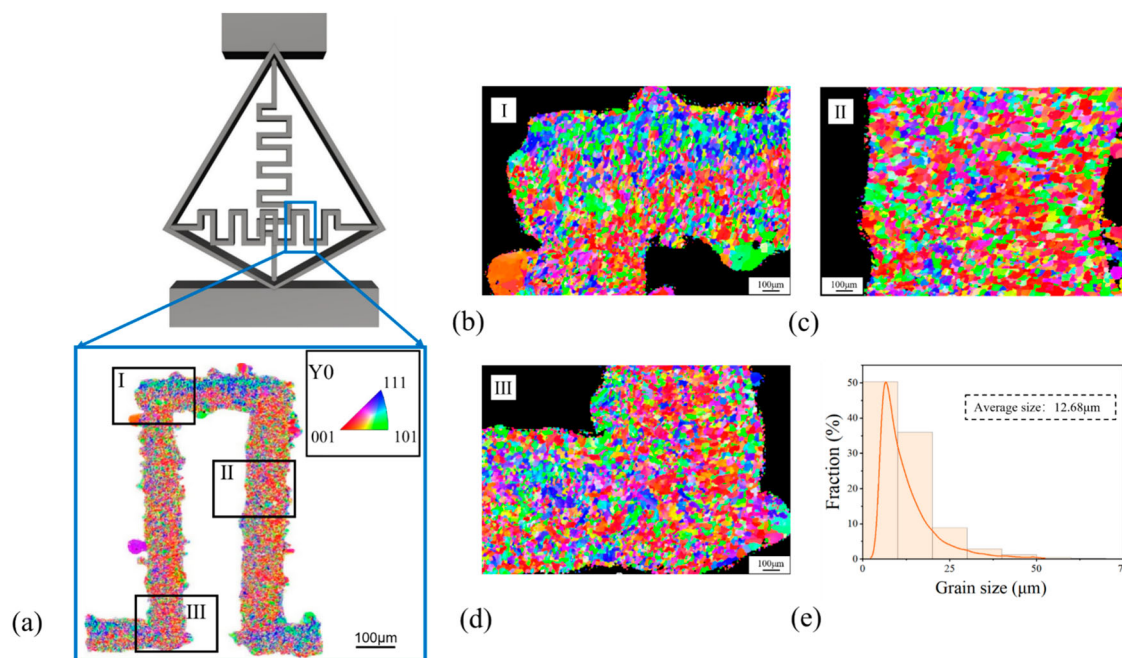 I
100μm
(b)
II
100μm
(c)
I
II
III
Y0
111
001
101
100μm
(a)
III
100μm
(d)
Average size: 12.68μm
Fraction (%)
50
40
30
20
10
0
0
25
50
75
Grain size (μm)
(e)